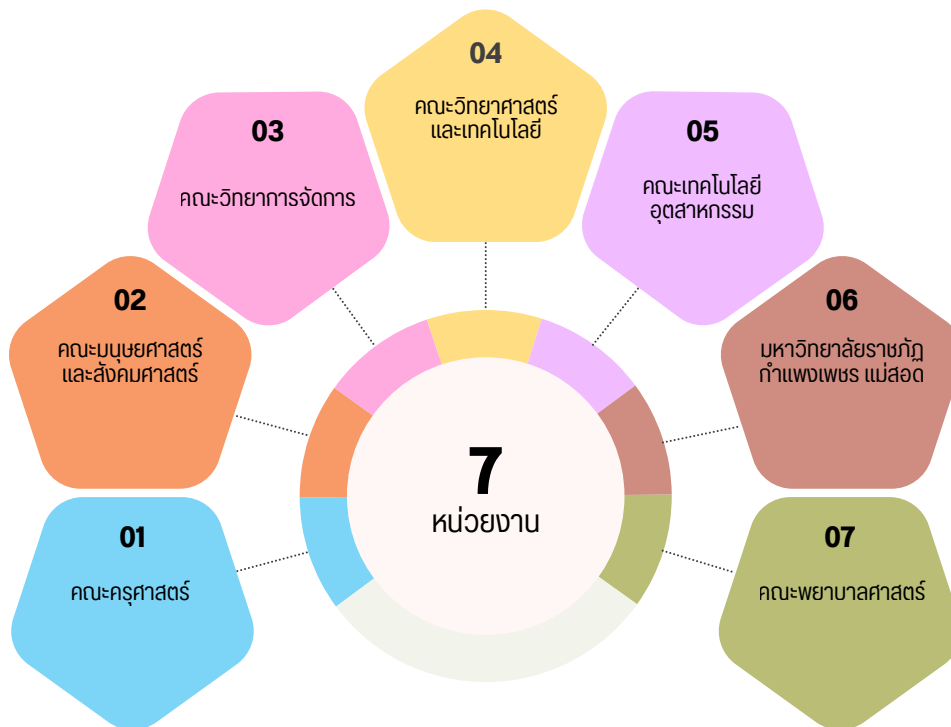 01
คณะครุศาสตร์
02
คณะมนุษยศาสตร์
และสังคมศาสตร์
03
คณะวิทยาการจัดการ
04
คณะวิทยาศาสตร์
และเทคโนโลยี
05
คณะเทคโนโลยี
อุตสาหกรรม
06
มหาวิทยาลัยราชภัฏ
กำแพงเพชร แม่สอด
07
คณะพยาบาลศาสตร์
7
หน่วยงาน